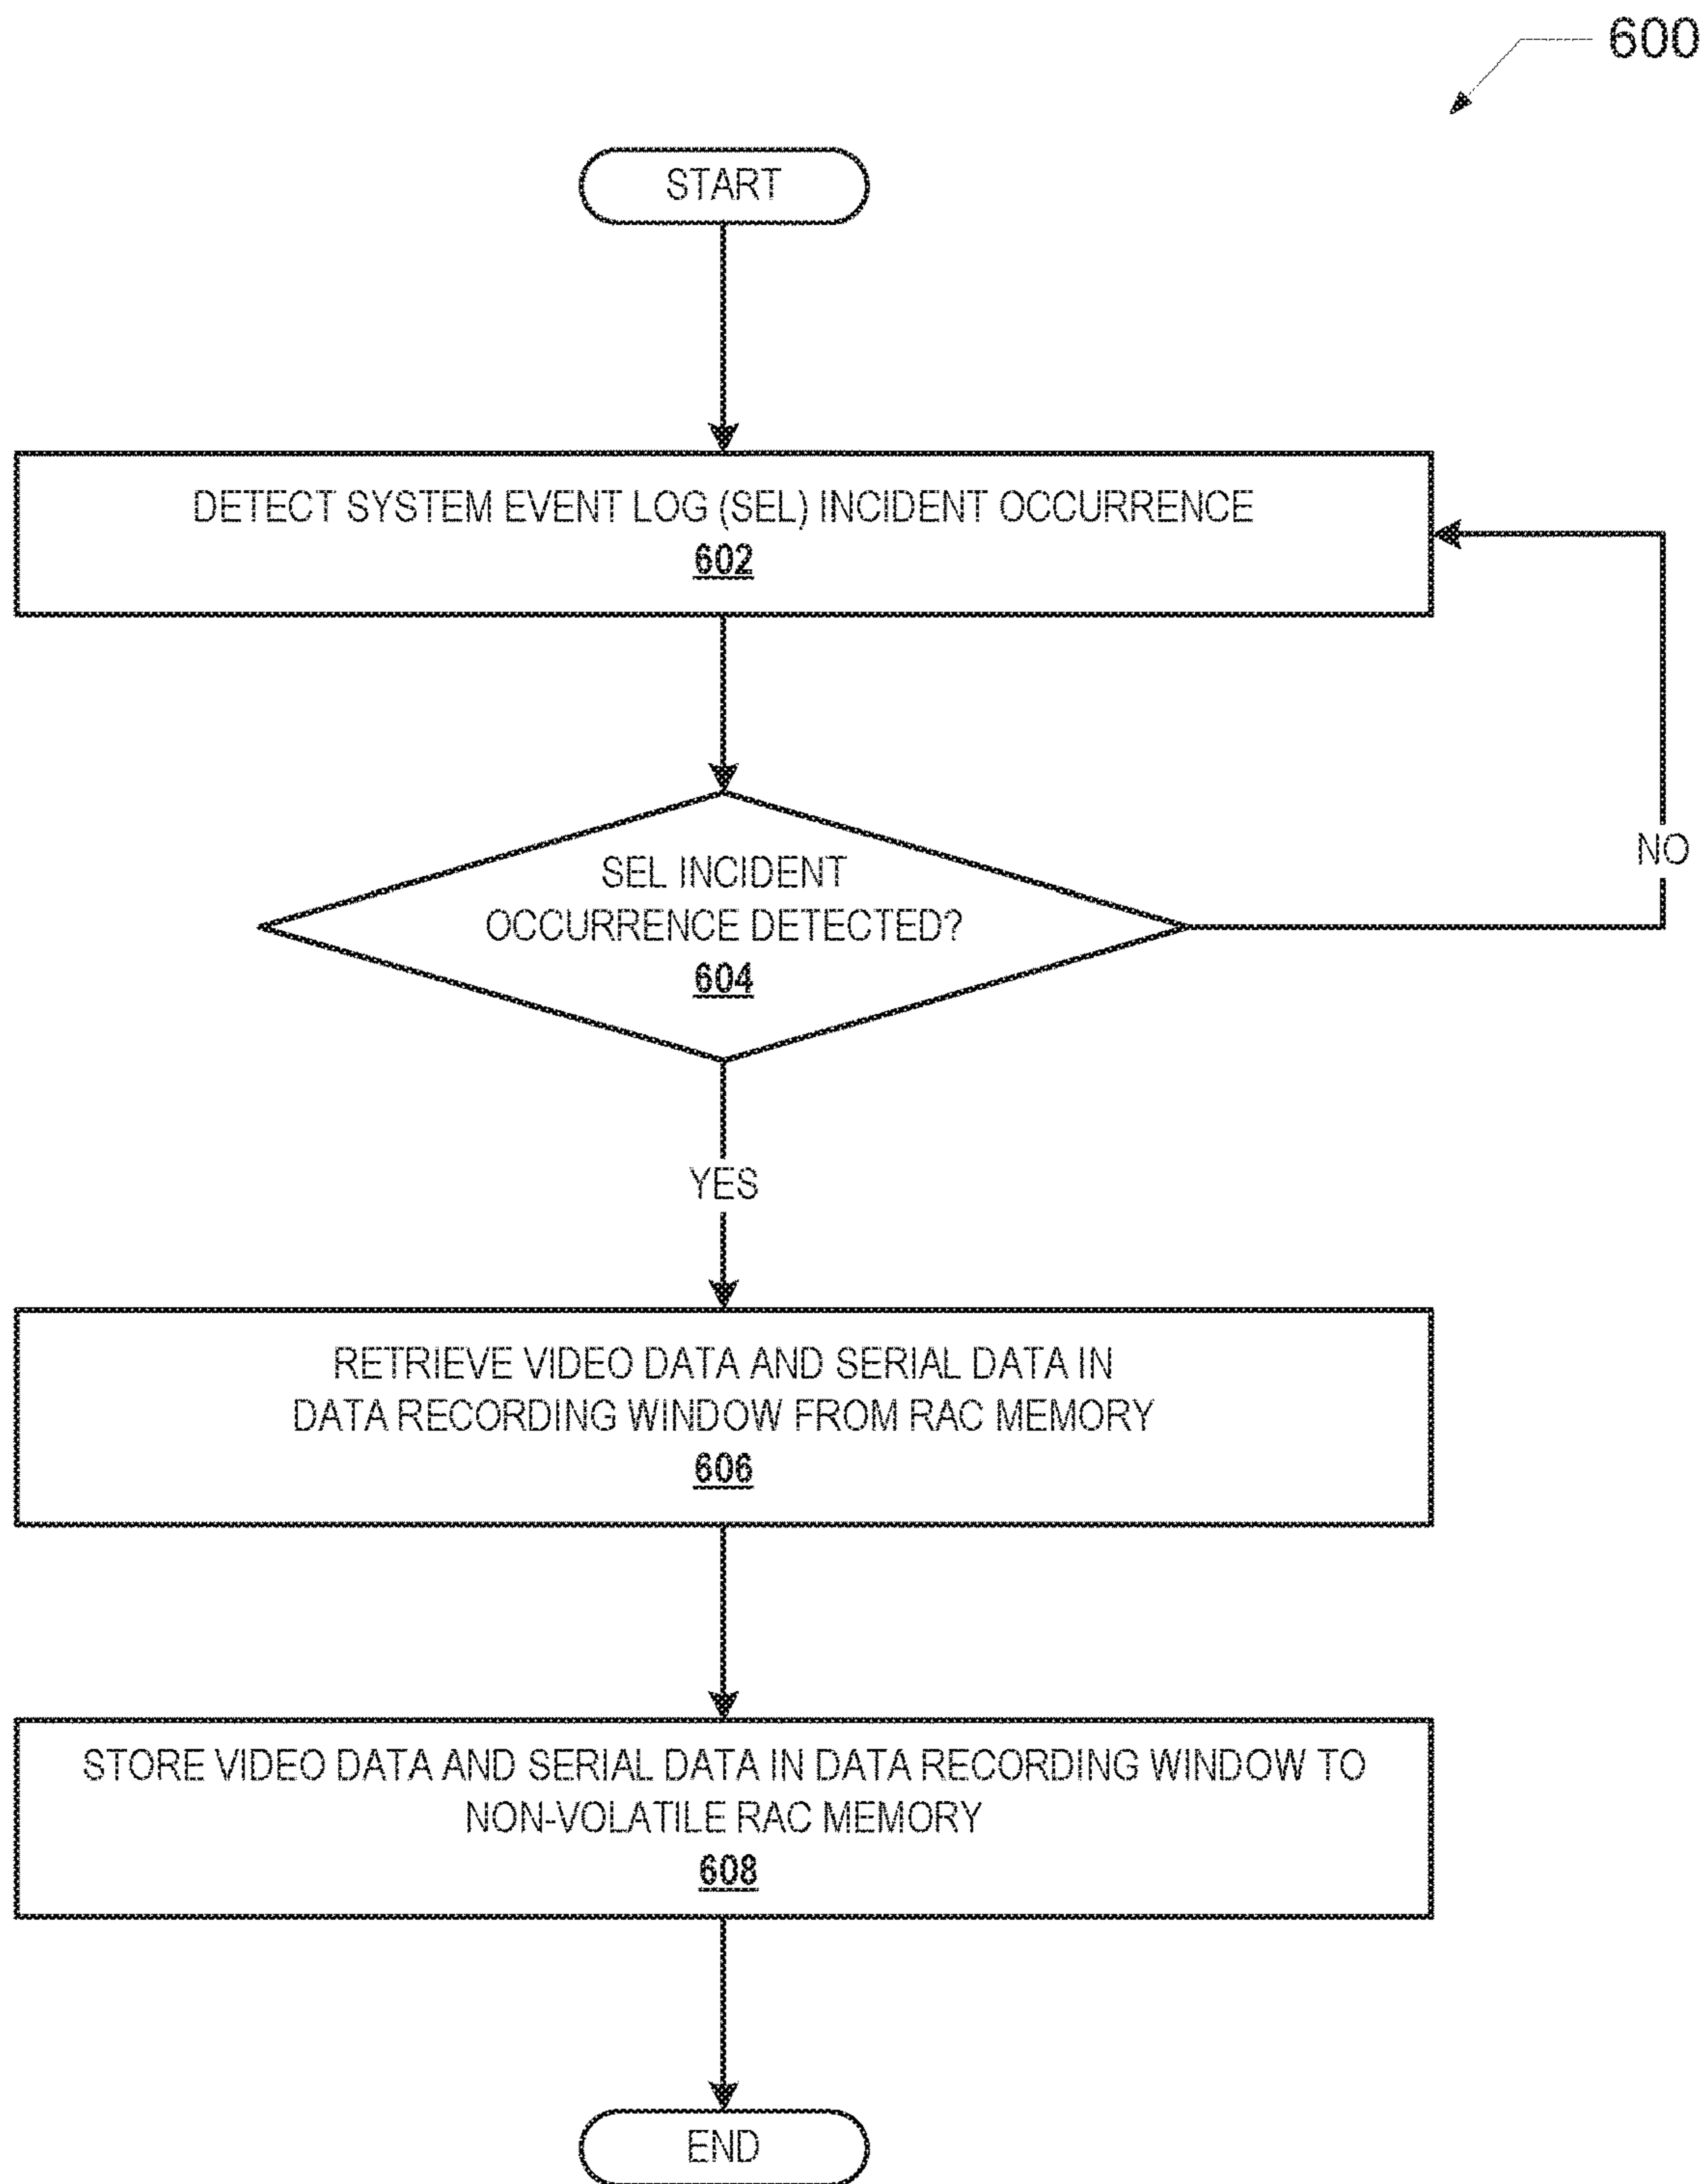 600
START
DETECT SYSTEM EVENT LOG (SEL) INCIDENT OCCURRENCE
602
SEL INCIDENT
OCCURRENCE DETECTED?
604
NO
YES
RETRIEVE VIDEO DATA AND SERIAL DATA IN
DATA RECORDING WINDOW FROM RAC MEMORY
606
STORE VIDEO DATA AND SERIAL DATA IN DATA RECORDING WINDOW TO
NON-VOLATILE RAC MEMORY
608
END